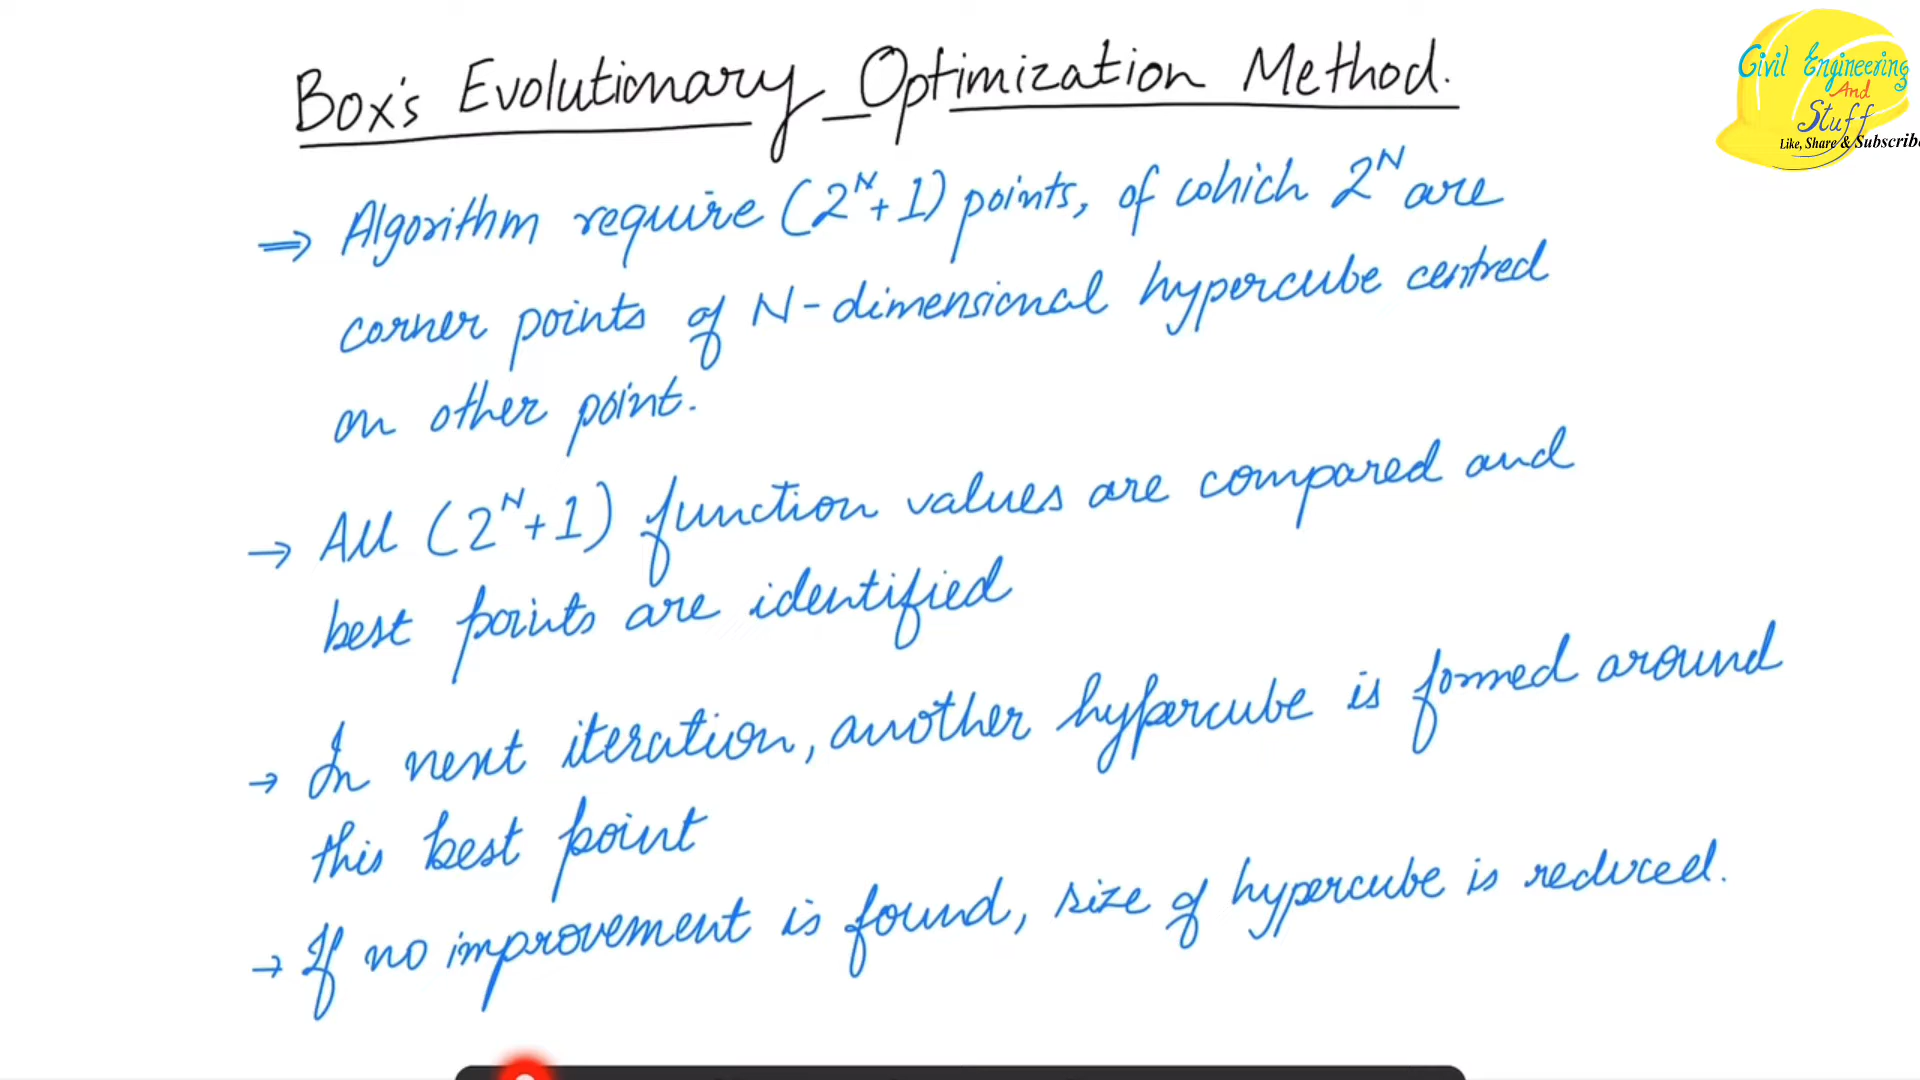 Box's Evolutionary Optimization Method.
⇒ Algorithm require (2^N+1) points, of which 2^N are
corner points of N-dimensional hypercube centred
on other point.
→ All (2^N+1) function values are compared and
best points are identified
→ In next iteration, another hypercube is formed around
this best point
→ If no improvement is found, size of hypercube is reduced.
Civil Engineering
And
Stuff
Like, Share & Subscribe